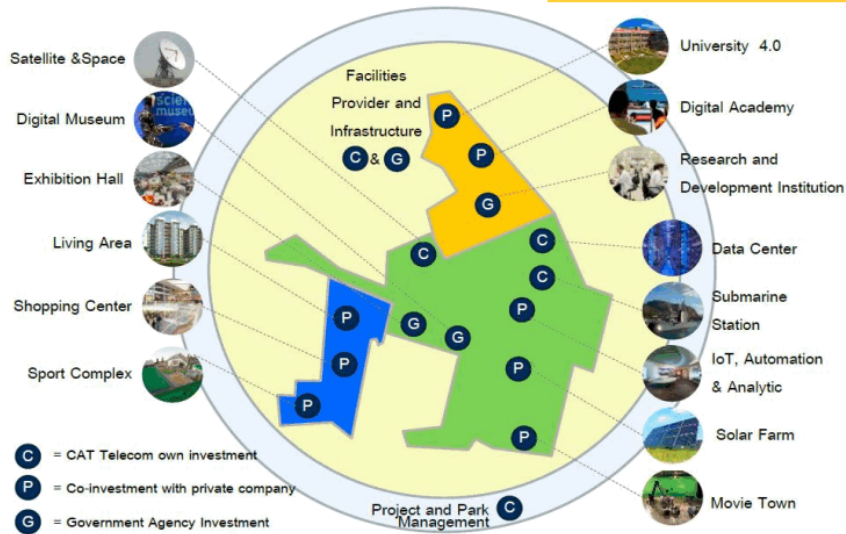 Satellite &Space
Digital Museum
Exhibition Hall
Living Area
Shopping Center
Sport Complex
Facilities
Provider and
Infrastructure
C & G
P
P
G
C
C
C
P
G
G
P
P
P
P
P
University 4.0
Digital Academy
Research and
Development Institution
Data Center
Submarine
Station
IoT, Automation
& Analytic
Solar Farm
Movie Town
C = CAT Telecom own investment
P = Co-investment with private company
G = Government Agency Investment
Project and Park
Management C